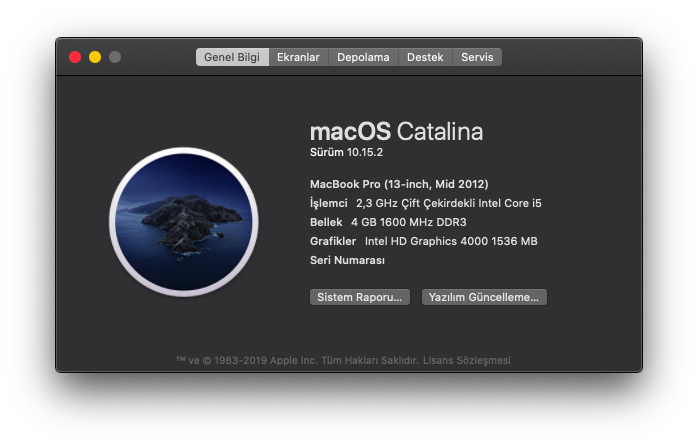 Genel Bilgi Ekranlar Depolama Destek Servis
macOS Catalina
Sürüm 10.15.2
MacBook Pro (13-inch, Mid 2012)
İşlemci 2,3 GHz Çift Çekirdekli Intel Core i5
Bellek 4 GB 1600 MHz DDR3
Grafikler Intel HD Graphics 4000 1536 MB
Seri Numarası
Sistem Raporu... Yazılım Güncelleme...
™ ve © 1983-2019 Apple Inc. Tüm Hakları Saklıdır. Lisans Sözleşmesi